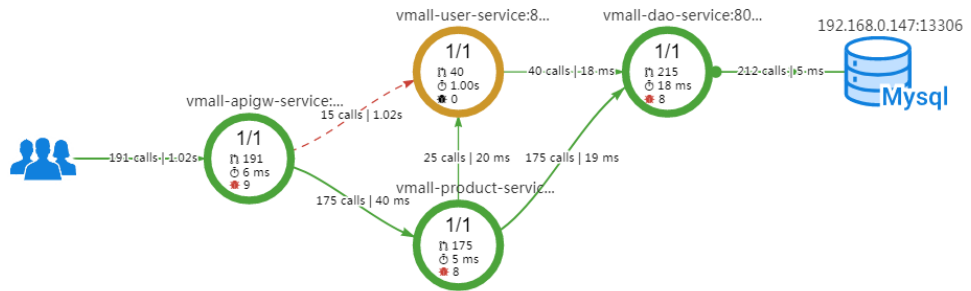 vmall-user-service:8...
vmall-dao-service:80...
192.168.0.147:13306
1/1
40
1.00s
0
1/1
215
18 ms
8
40 calls | 18 ms
212 calls | 5 ms
Mysql
vmall-apigw-service:...
15 calls | 1.02s
1/1
191
6 ms
9
191 calls | 1.02s
25 calls | 20 ms
175 calls | 19 ms
175 calls | 40 ms
vmall-product-servic...
1/1
175
5 ms
8